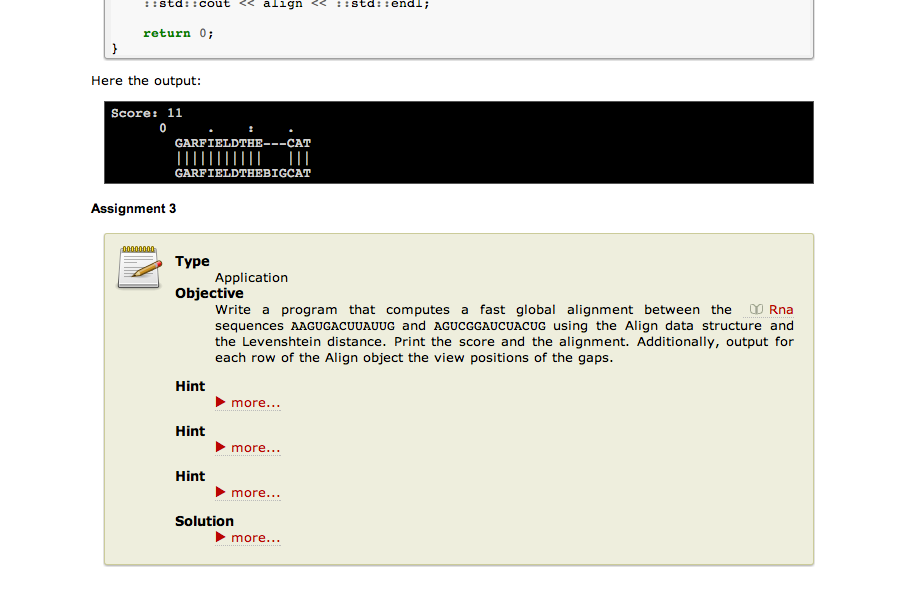 ::std::cout << align << ::std::endl;
return 0;
}
Here the output:
Score: 11
0 . : .
GARFIELDTHE---CAT
||||||||||| |||
GARFIELDTHEBIGCAT
Assignment 3
Type
Application
Objective
Write a program that computes a fast global alignment between the Rna
sequences AAGUGACUUAUUG and AGUCGGAUCUACUG using the Align data structure and
the Levenshtein distance. Print the score and the alignment. Additionally, output for
each row of the Align object the view positions of the gaps.
Hint
more...
Hint
more...
Hint
more...
Solution
more...